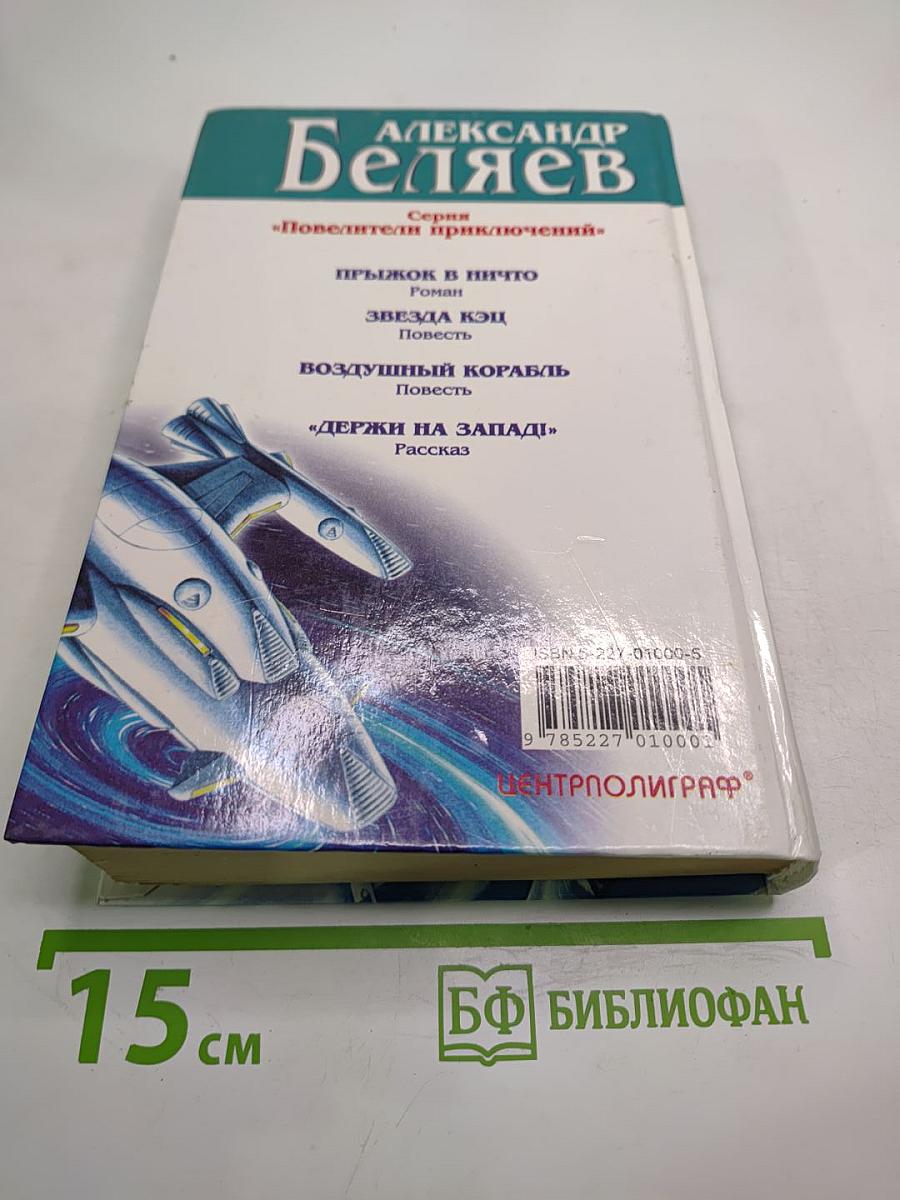 АЛЕКСАНДР
БЕЛЯЕВ
Серия
«Повелители приключений»
ПРЫЖОК В НИЧТО
Роман
ЗВЕЗДА КЭЦ
Повесть
ВОЗДУШНЫЙ КОРАБЛЬ
Повесть
«ДЕРЖИ НА ЗАПАД!»
Рассказ
ISBN 5-227-01000-5
9 785227 010001
ЦЕНТРПОЛИГРАФ®
15 см
БФ БИБЛИОФАН